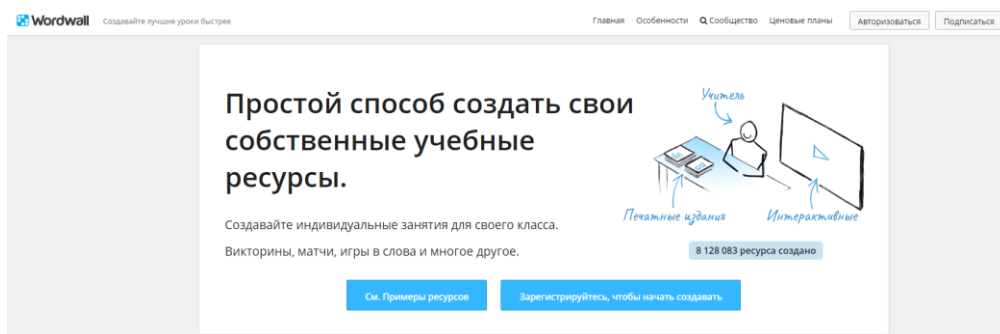 Wordwall Создавайте лучшие уроки быстрее Главная Особенности Сообщество Ценовые планы Авторизоваться Подписаться
Простой способ создать свои
собственные учебные
ресурсы.
Создавайте индивидуальные занятия для своего класса.
Викторины, матчи, игры в слова и многое другое.
Учитель
Печатные издания Интерактивные
8 128 083 ресурса создано
См. Примеры ресурсов Зарегистрируйтесь, чтобы начать создавать